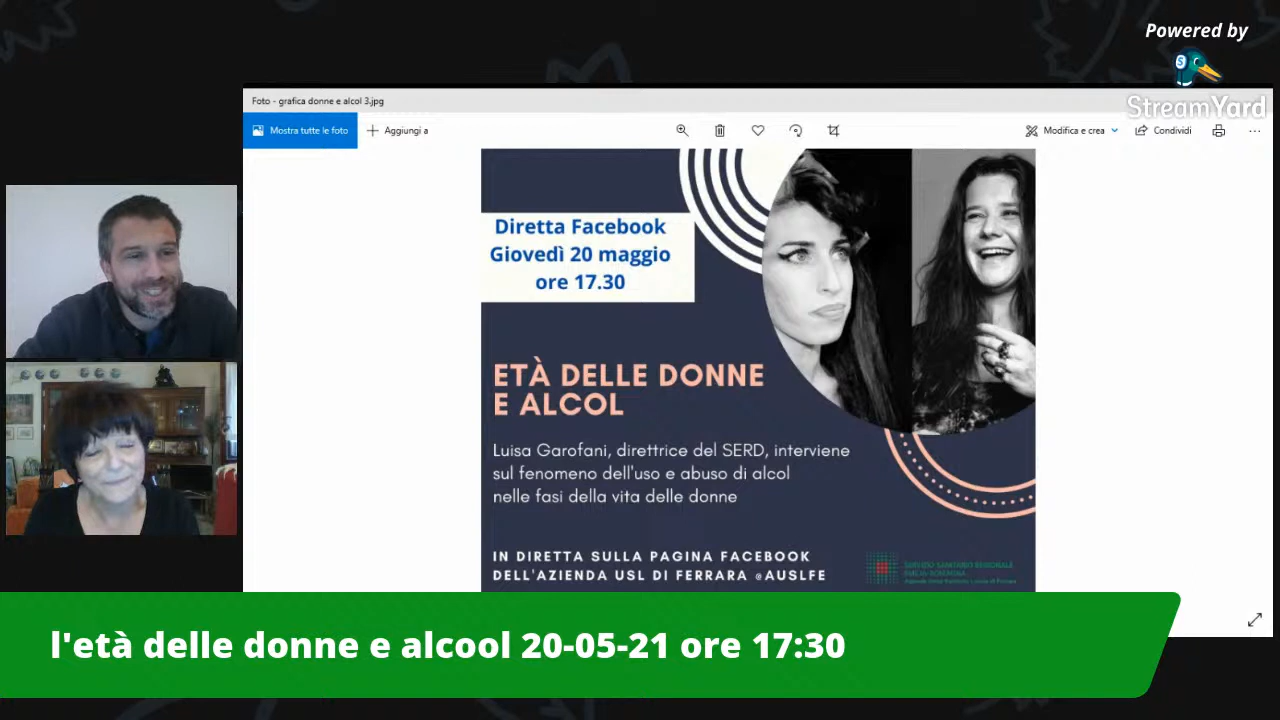 Powered by
StreamYard
Foto - grafica donne e alcol 3.jpg
Mostra tutte le foto
Aggiungi a
Modifica e crea
Condividi
Diretta Facebook
Giovedì 20 maggio
ore 17.30
ETÀ DELLE DONNE
E ALCOL
Luisa Garofani, direttrice del SERD, interviene
sul fenomeno dell'uso e abuso di alcol
nelle fasi della vita delle donne
IN DIRETTA SULLA PAGINA FACEBOOK
DELL'AZIENDA USL DI FERRARA @AUSLFE
SERVIZIO SANITARIO REGIONALE
EMILIA-ROMAGNA
l'età delle donne e alcool 20-05-21 ore 17:30